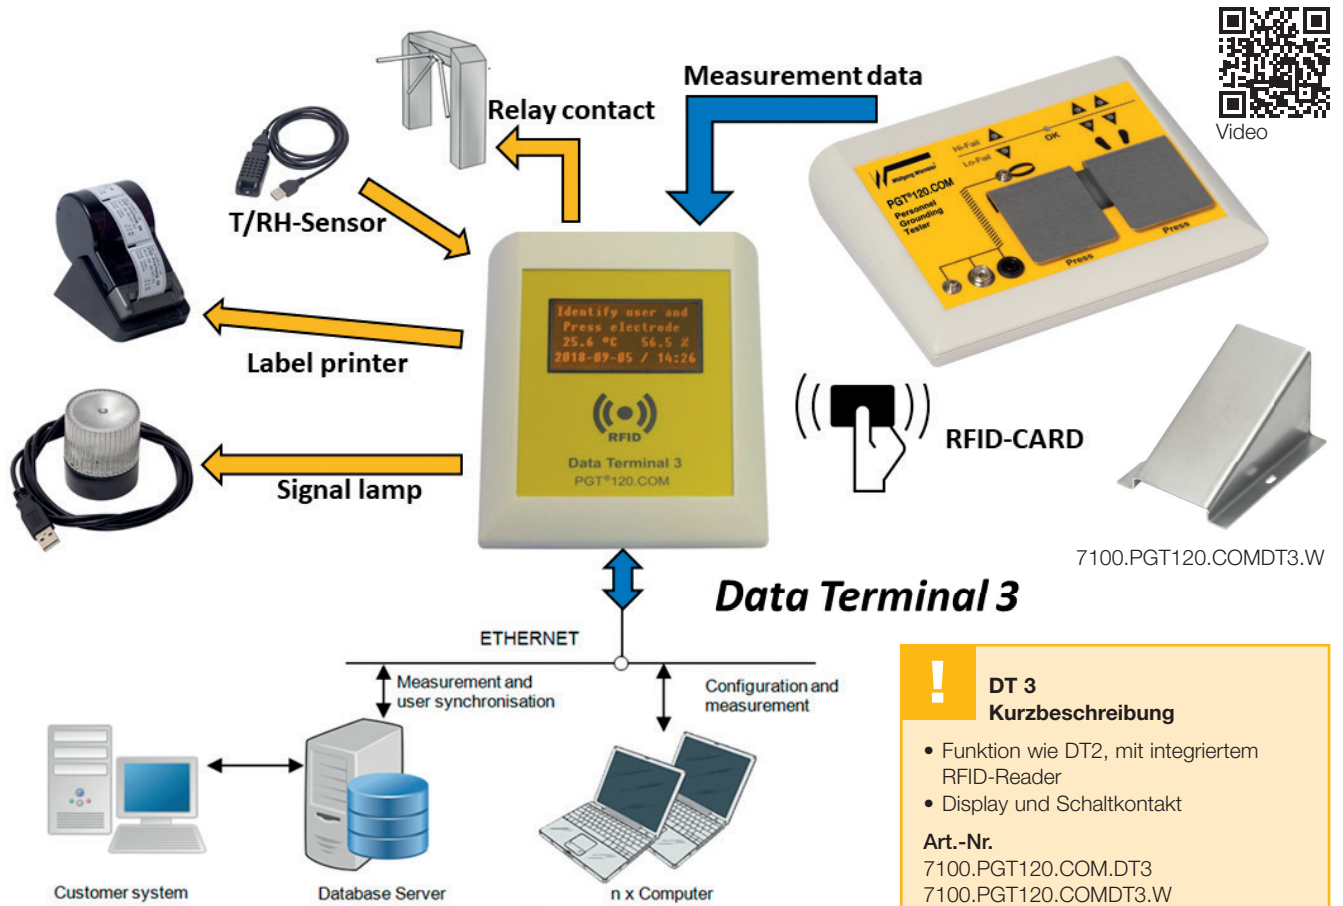 Video
Measurement data
Relay contact
T/RH-Sensor
Label printer
Signal lamp
Hi-Fail
Lo-Fail
OK
Wolfgang Warmbier
PGT®120.COM
Personnel
Grounding
Tester
Press
Press
Identify user and
Press electrode
25.6 °C 56.5 %
2018-09-05 / 14:26
RFID
Data Terminal 3
PGT®120.COM
RFID-CARD
7100.PGT120.COMDT3.W
Data Terminal 3
ETHERNET
Measurement and
user synchronisation
Configuration and
measurement
Customer system
Database Server
n x Computer
!
DT 3
Kurzbeschreibung
• Funktion wie DT2, mit integriertem
RFID-Reader
• Display und Schaltkontakt
Art.-Nr.
7100.PGT120.COM.DT3
7100.PGT120.COMDT3.W